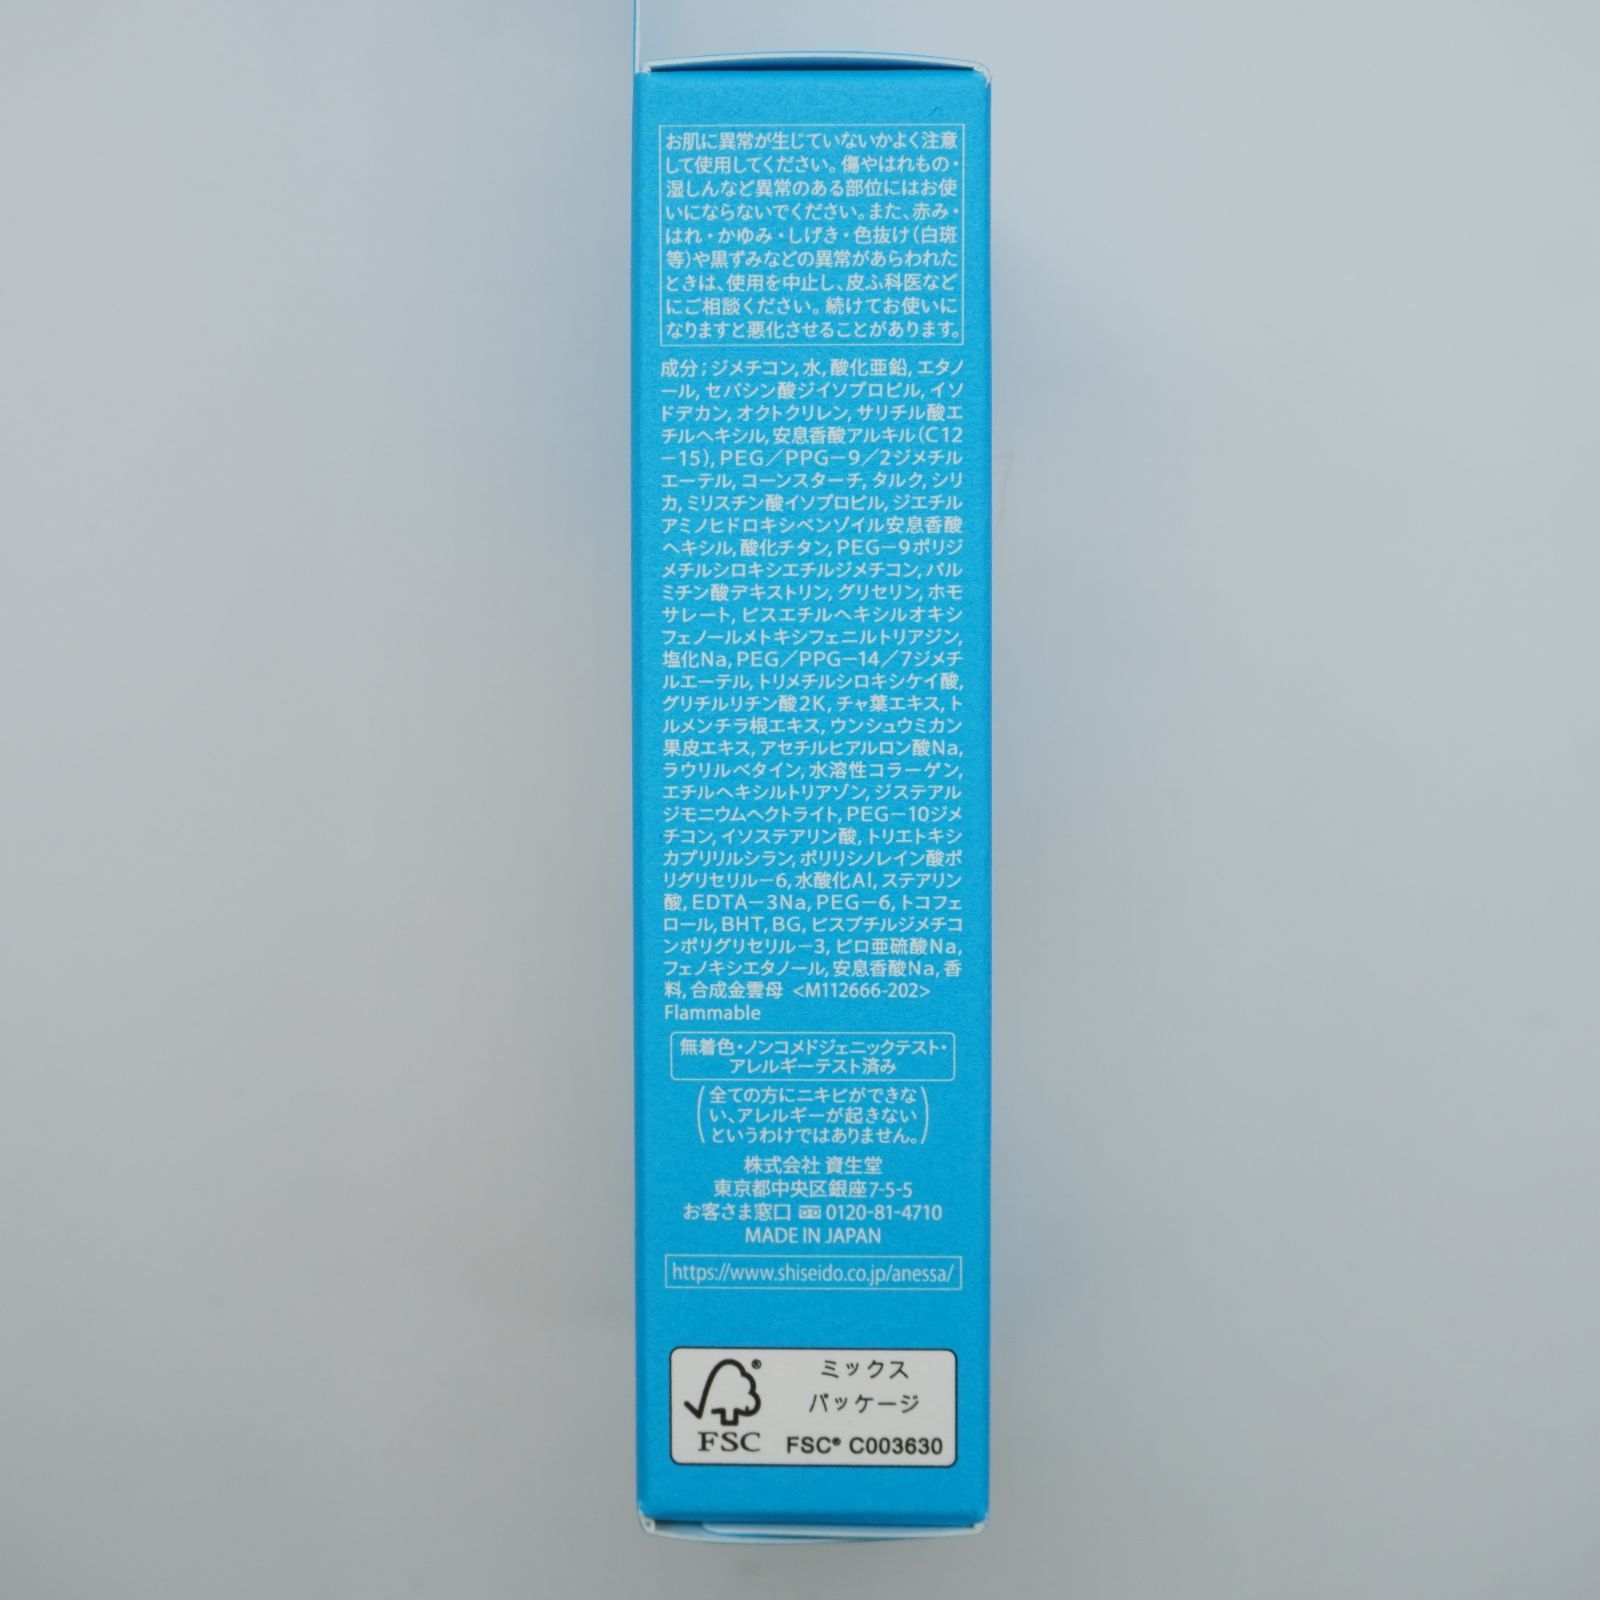 お肌に異常が生じていないかよく注意
して使用してください。傷やはれもの・
湿しんなど異常のある部位にはお使
いにならないでください。また、赤み・
はれ・かゆみ・しげき・色抜け(白斑
等)や黒ずみなどの異常があらわれた
ときは、使用を中止し、皮ふ科医など
にご相談ください。続けてお使いに
なりますと悪化させることがあります。
成分；ジメチコン, 水, 酸化亜鉛, エタノ
ール, セバシン酸ジイソプロピル, イソ
ドデカン, オクトクリレン, サリチル酸エ
チルヘキシル, 安息香酸アルキル(C12
−15), PEG／PPG−9／2ジメチル
エーテル, コーンスターチ, タルク, シリ
カ, ミリスチン酸イソプロピル, ジエチル
アミノヒドロキシベンゾイル安息香酸
ヘキシル, 酸化チタン, PEG−9ポリジ
メチルシロキシエチルジメチコン, パル
ミチン酸デキストリン, グリセリン, ホモ
サレート, ビスエチルヘキシルオキシ
フェノールメトキシフェニルトリアジン,
塩化Na, PEG／PPG−14／7ジメチ
ルエーテル, トリメチルシロキシケイ酸,
グリチルリチン酸2K, チャ葉エキス, ト
ルメンチラ根エキス, ウンシュウミカン
果皮エキス, アセチルヒアルロン酸Na,
ラウリルベタイン, 水溶性コラーゲン,
エチルヘキシルトリアゾン, ジステアル
ジモニウムヘクトライト, PEG−10ジメ
チコン, イソステアリン酸, トリエトキシ
カプリリルシラン, ポリリシノレイン酸ポ
リグリセリル−6, 水酸化Al, ステアリン
酸, EDTA−3Na, PEG−6, トコフェ
ロール, BHT, BG, ビスブチルジメチコ
ンポリグリセリル−3, ピロ亜硫酸Na,
フェノキシエタノール, 安息香酸Na, 香
料, 合成金雲母 <M112666-202>
Flammable
無着色・ノンコメドジェニックテスト・
アレルギーテスト済み
(全ての方にニキビができな
い、アレルギーが起きない
というわけではありません。)
株式会社 資生堂
東京都中央区銀座7-5-5
お客さま窓口 0120-81-4710
MADE IN JAPAN
https://www.shiseido.co.jp/anessa/
ミックス
パッケージ
FSC® C003630
®
FSC